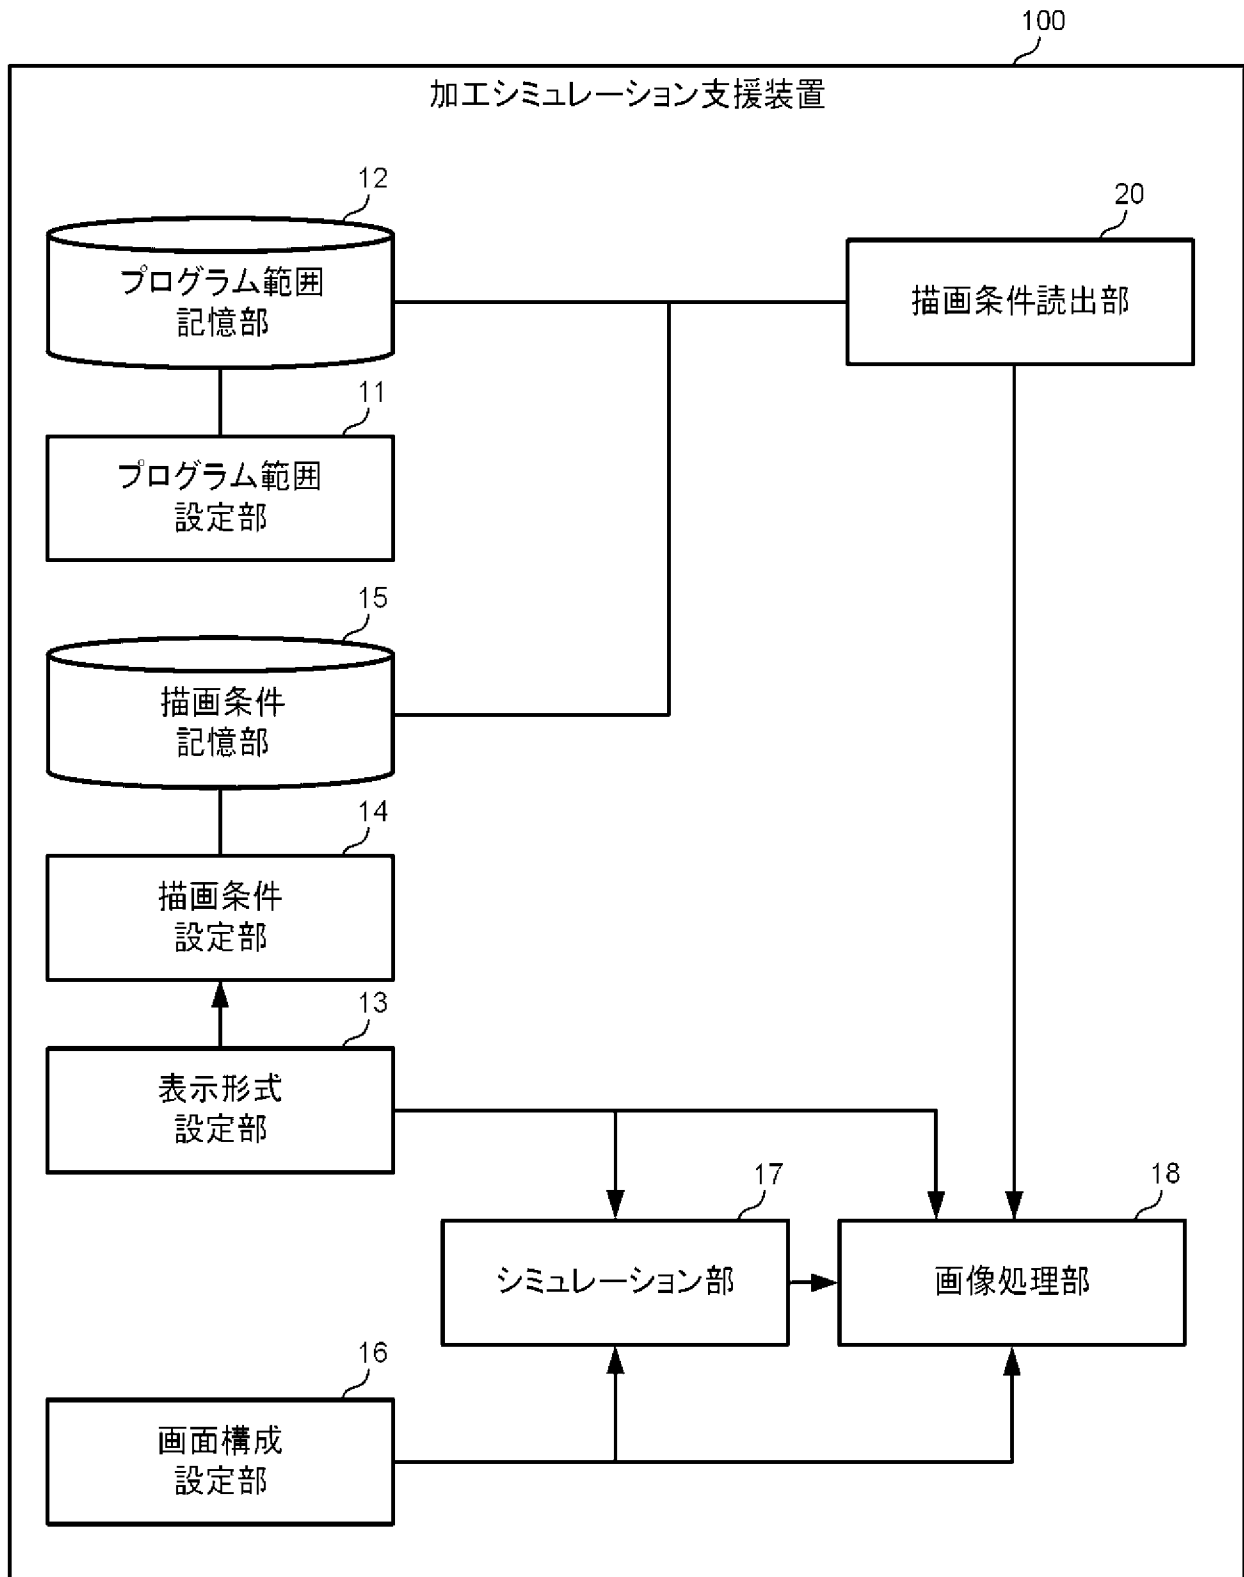 100
加工シミュレーション支援装置
12
プログラム範囲
記憶部
20
描画条件読出部
11
プログラム範囲
設定部
15
描画条件
記憶部
14
描画条件
設定部
13
表示形式
設定部
17
シミュレーション部
18
画像処理部
16
画面構成
設定部